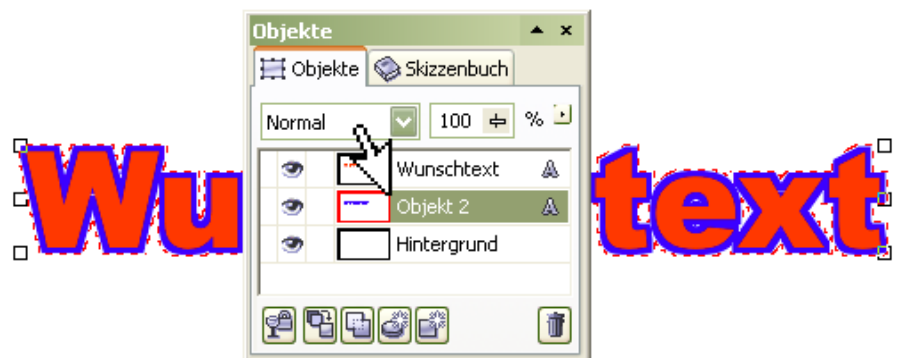 Objekte
Objekte Skizzenbuch
Normal 100 %
Wunschtext A
Objekt 2 A
Hintergrund
Wu text